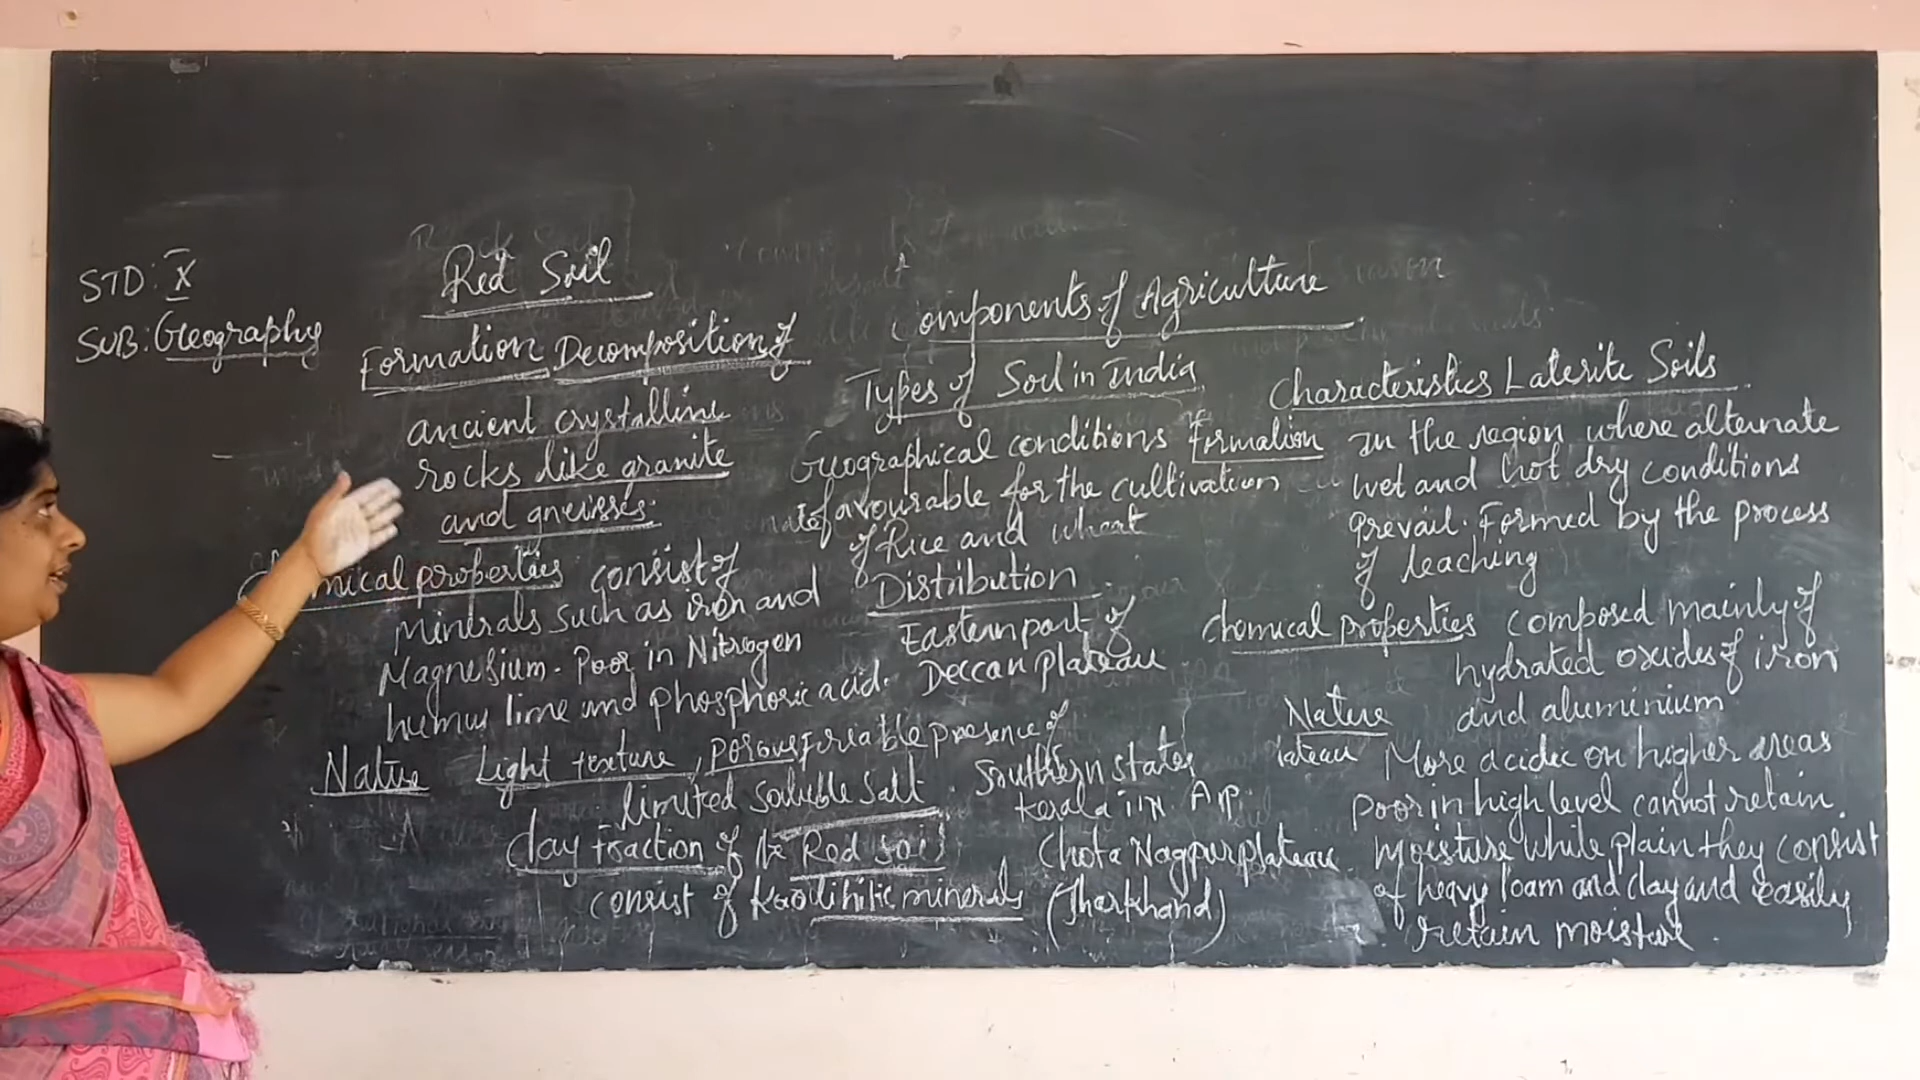 STD: X
SUB: Geography
Red Soil
Formation Decomposition of
ancient crystalline
rocks like granite
and gneisses.
mical properties consist of
Minerals such as iron and
Magnesium. Poor in Nitrogen
humus lime and phosphoric acid.
Nature Light texture, porous friable presence of
limited Soluble Salt
clay fraction of the Red soil
consist of Kaolinitic minerals
Components of Agriculture
Types of Soil in India
Geographical conditions
favourable for the cultivation
of Rice and wheat
Distribution
Eastern part of
Deccan plateau
Southern states
Kerala
Chota Nagpur plateau
(Jharkhand)
Characteristics Laterite Soils
Formation In the region where alternate
wet and hot dry conditions
prevail. Formed by the process
of leaching
chemical properties composed mainly of
hydrated oxides of iron
and aluminium
Nature
More acidic on higher areas
poor in high level cannot retain
moisture while plain they consist
of heavy loam and clay and easily
retain moisture.